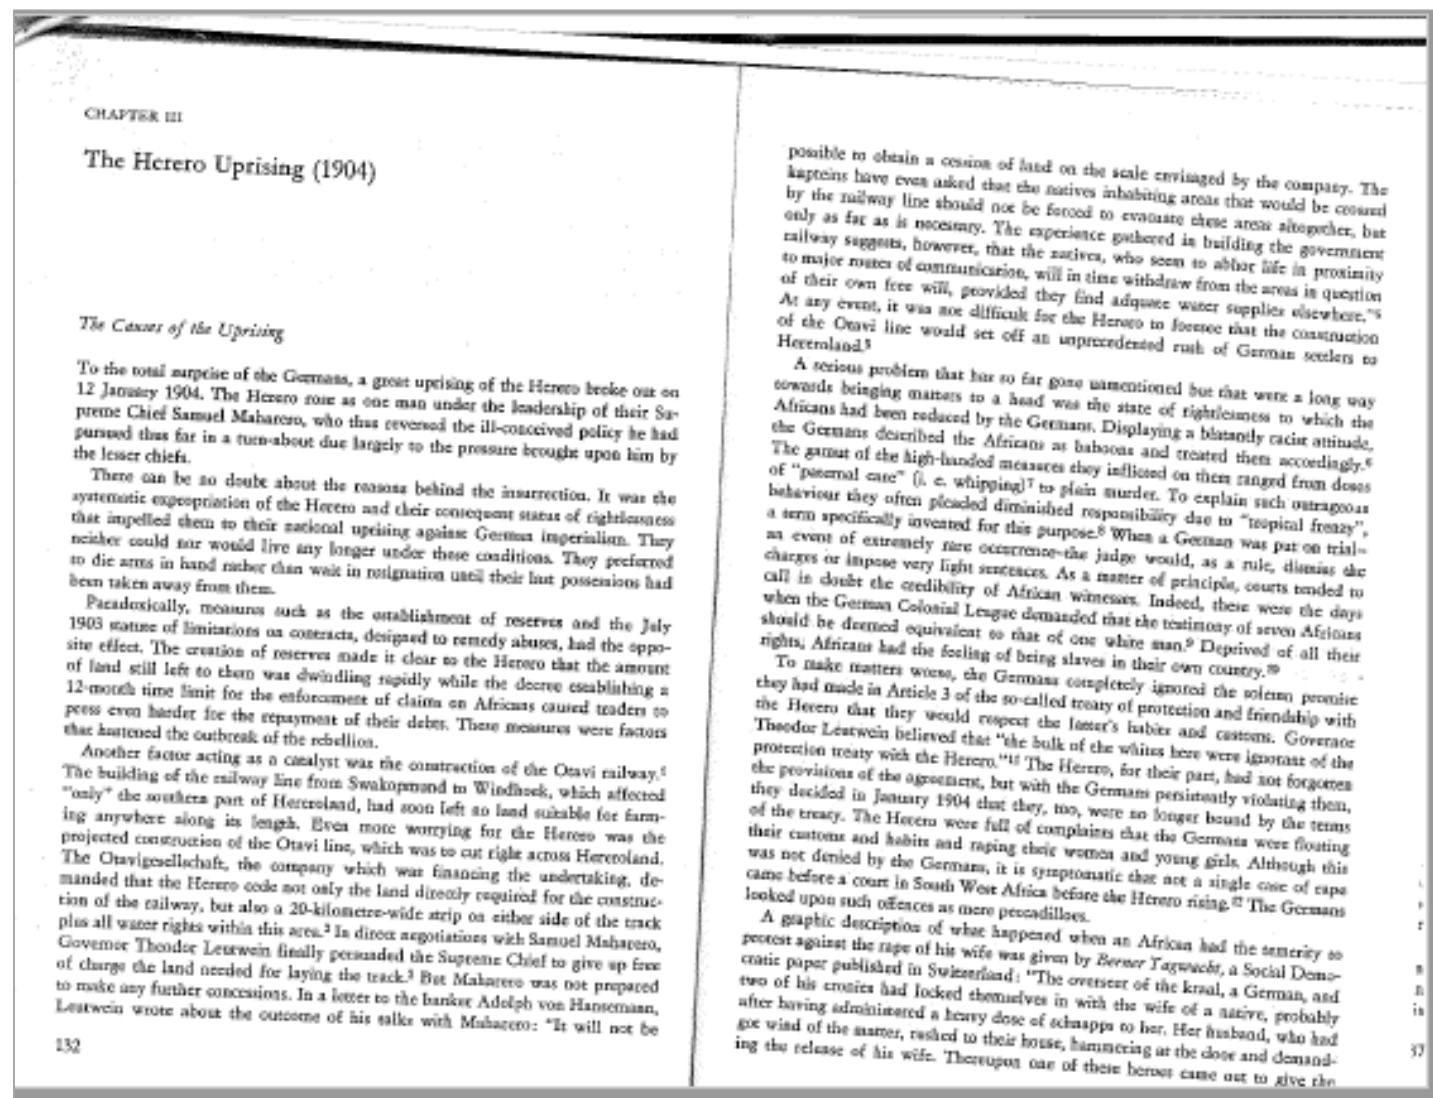 CHAPTER III
The Herero Uprising (1904)
The Causes of the Uprising
To the total surprise of the Germans, a great uprising of the Herero broke out on
12 January 1904. The Herero rose as one man under the leadership of their Su-
preme Chief Samuel Maharero, who thus reversed the ill-conceived policy he had
pursued thus far in a turn-about due largely to the pressure brought upon him by
the lesser chiefs.
There can be no doubt about the reasons behind the insurrection. It was the
systematic expropriation of the Herero and their consequent status of rightlessness
that impelled them to their national uprising against German imperialism. They
neither could nor would live any longer under these conditions. They preferred
to die arms in hand rather than wait in resignation until their last possessions had
been taken away from them.
Paradoxically, measures such as the establishment of reserves and the July
1903 statute of limitations on contracts, designed to remedy abuses, had the oppo-
site effect. The creation of reserves made it clear to the Herero that the amount
of land still left to them was dwindling rapidly while the decree establishing a
12-month time limit for the enforcement of claims on Africans caused traders to
press even harder for the repayment of their debts. These measures were factors
that hastened the outbreak of the rebellion.
Another factor acting as a catalyst was the construction of the Otavi railway.¹
The building of the railway line from Swakopmund to Windhoek, which affected
"only" the southern part of Hereroland, had soon left no land suitable for farm-
ing anywhere along its length. Even more worrying for the Herero was the
projected construction of the Otavi line, which was to cut right across Hereroland.
The Otavigesellschaft, the company which was financing the undertaking, de-
manded that the Herero cede not only the land directly required for the construc-
tion of the railway, but also a 20-kilometre-wide strip on either side of the track
plus all water rights within this area.² In direct negotiations with Samuel Maharero,
Governor Theodor Leutwein finally persuaded the Supreme Chief to give up free
of charge the land needed for laying the track.³ But Maharero was not prepared
to make any further concessions. In a letter to the banker Adolph von Hansemann,
Leutwein wrote about the outcome of his talks with Maharero: "It will not be
132
possible to obtain a cession of land on the scale envisaged by the company. The
kapteins have even asked that the natives inhabiting areas that would be crossed
by the railway line should not be forced to evacuate these areas altogether, but
only as far as is necessary. The experience gathered in building the government
railway suggests, however, that the natives, who seem to abhor life in proximity
to major routes of communication, will in time withdraw from the areas in question
of their own free will, provided they find adquate water supplies elsewhere."
At any event, it was not difficult for the Herero to foresee that the construction
of the Otavi line would set off an unprecedented rush of German settlers to
Hereroland.⁵
A serious problem that has so far gone unmentioned but that went a long way
towards bringing matters to a head was the state of rightlessness to which the
Africans had been reduced by the Germans. Displaying a blatantly racist attitude,
the Germans described the Africans as baboons and treated them accordingly.⁶
The gamut of the high-handed measures they inflicted on them ranged from doses
of "paternal care" (i. e. whipping)⁷ to plain murder. To explain such outrageous
behaviour they often pleaded diminished responsibility due to "tropical frenzy",
a term specifically invented for this purpose.⁸ When a German was put on trial–
an event of extremely rare occurrence–the judge would, as a rule, dismiss the
charges or impose very light sentences. As a matter of principle, courts tended to
call in doubt the credibility of African witnesses. Indeed, these were the days
when the German Colonial League demanded that the testimony of seven Africans
should be deemed equivalent to that of one white man.⁹ Deprived of all their
rights, Africans had the feeling of being slaves in their own country.¹⁰
To make matters worse, the Germans completely ignored the solemn promise
they had made in Article 3 of the so-called treaty of protection and friendship with
the Herero that they would respect the latter's habits and customs. Governor
Theodor Leutwein believed that "the bulk of the whites here were ignorant of the
protection treaty with the Herero."¹¹ The Herero, for their part, had not forgotten
the provisions of the agreement, but with the Germans persistently violating them,
they decided in January 1904 that they, too, were no longer bound by the terms
of the treaty. The Herero were full of complaints that the Germans were floating
their customs and habits and raping their women and young girls. Although this
was not denied by the Germans, it is symptomatic that not a single case of rape
came before a court in South West Africa before the Herero rising.¹² The Germans
looked upon such offences as mere peccadilloes.
A graphic description of what happened when an African had the temerity to
protest against the rape of his wife was given by Berner Tagwacht, a Social Demo-
cratic paper published in Switzerland: "The overseer of the kraal, a German, and
two of his cronies had locked themselves in with the wife of a native, probably
after having administered a heavy dose of schnapps to her. Her husband, who had
got wind of the matter, rushed to their house, hammering at the door and demand-
ing the release of his wife. Thereupon one of these heroes came out to give the